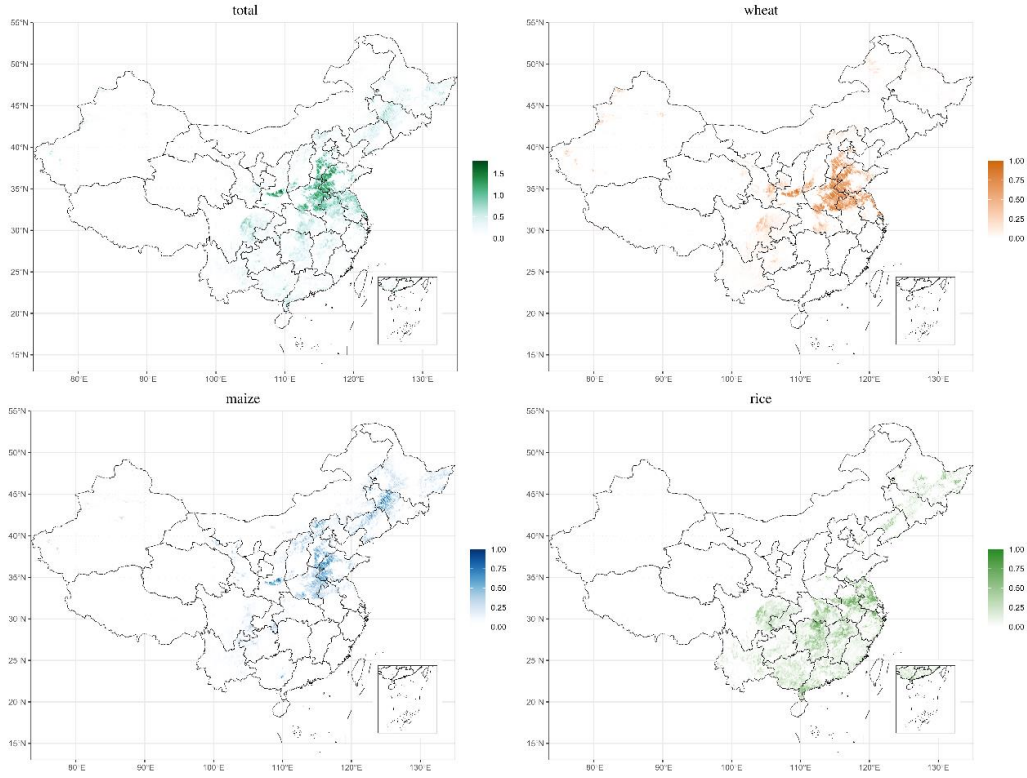 total
55°N
50°N
45°N
40°N
35°N
30°N
25°N
20°N
15°N
80°E
90°E
100°E
110°E
120°E
130°E
1.5
1.0
0.5
0.0
wheat
55°N
50°N
45°N
40°N
35°N
30°N
25°N
20°N
15°N
80°E
90°E
100°E
110°E
120°E
130°E
1.00
0.75
0.50
0.25
0.00
maize
55°N
50°N
45°N
40°N
35°N
30°N
25°N
20°N
15°N
80°E
90°E
100°E
110°E
120°E
130°E
1.00
0.75
0.50
0.25
0.00
rice
55°N
50°N
45°N
40°N
35°N
30°N
25°N
20°N
15°N
80°E
90°E
100°E
110°E
120°E
130°E
1.00
0.75
0.50
0.25
0.00